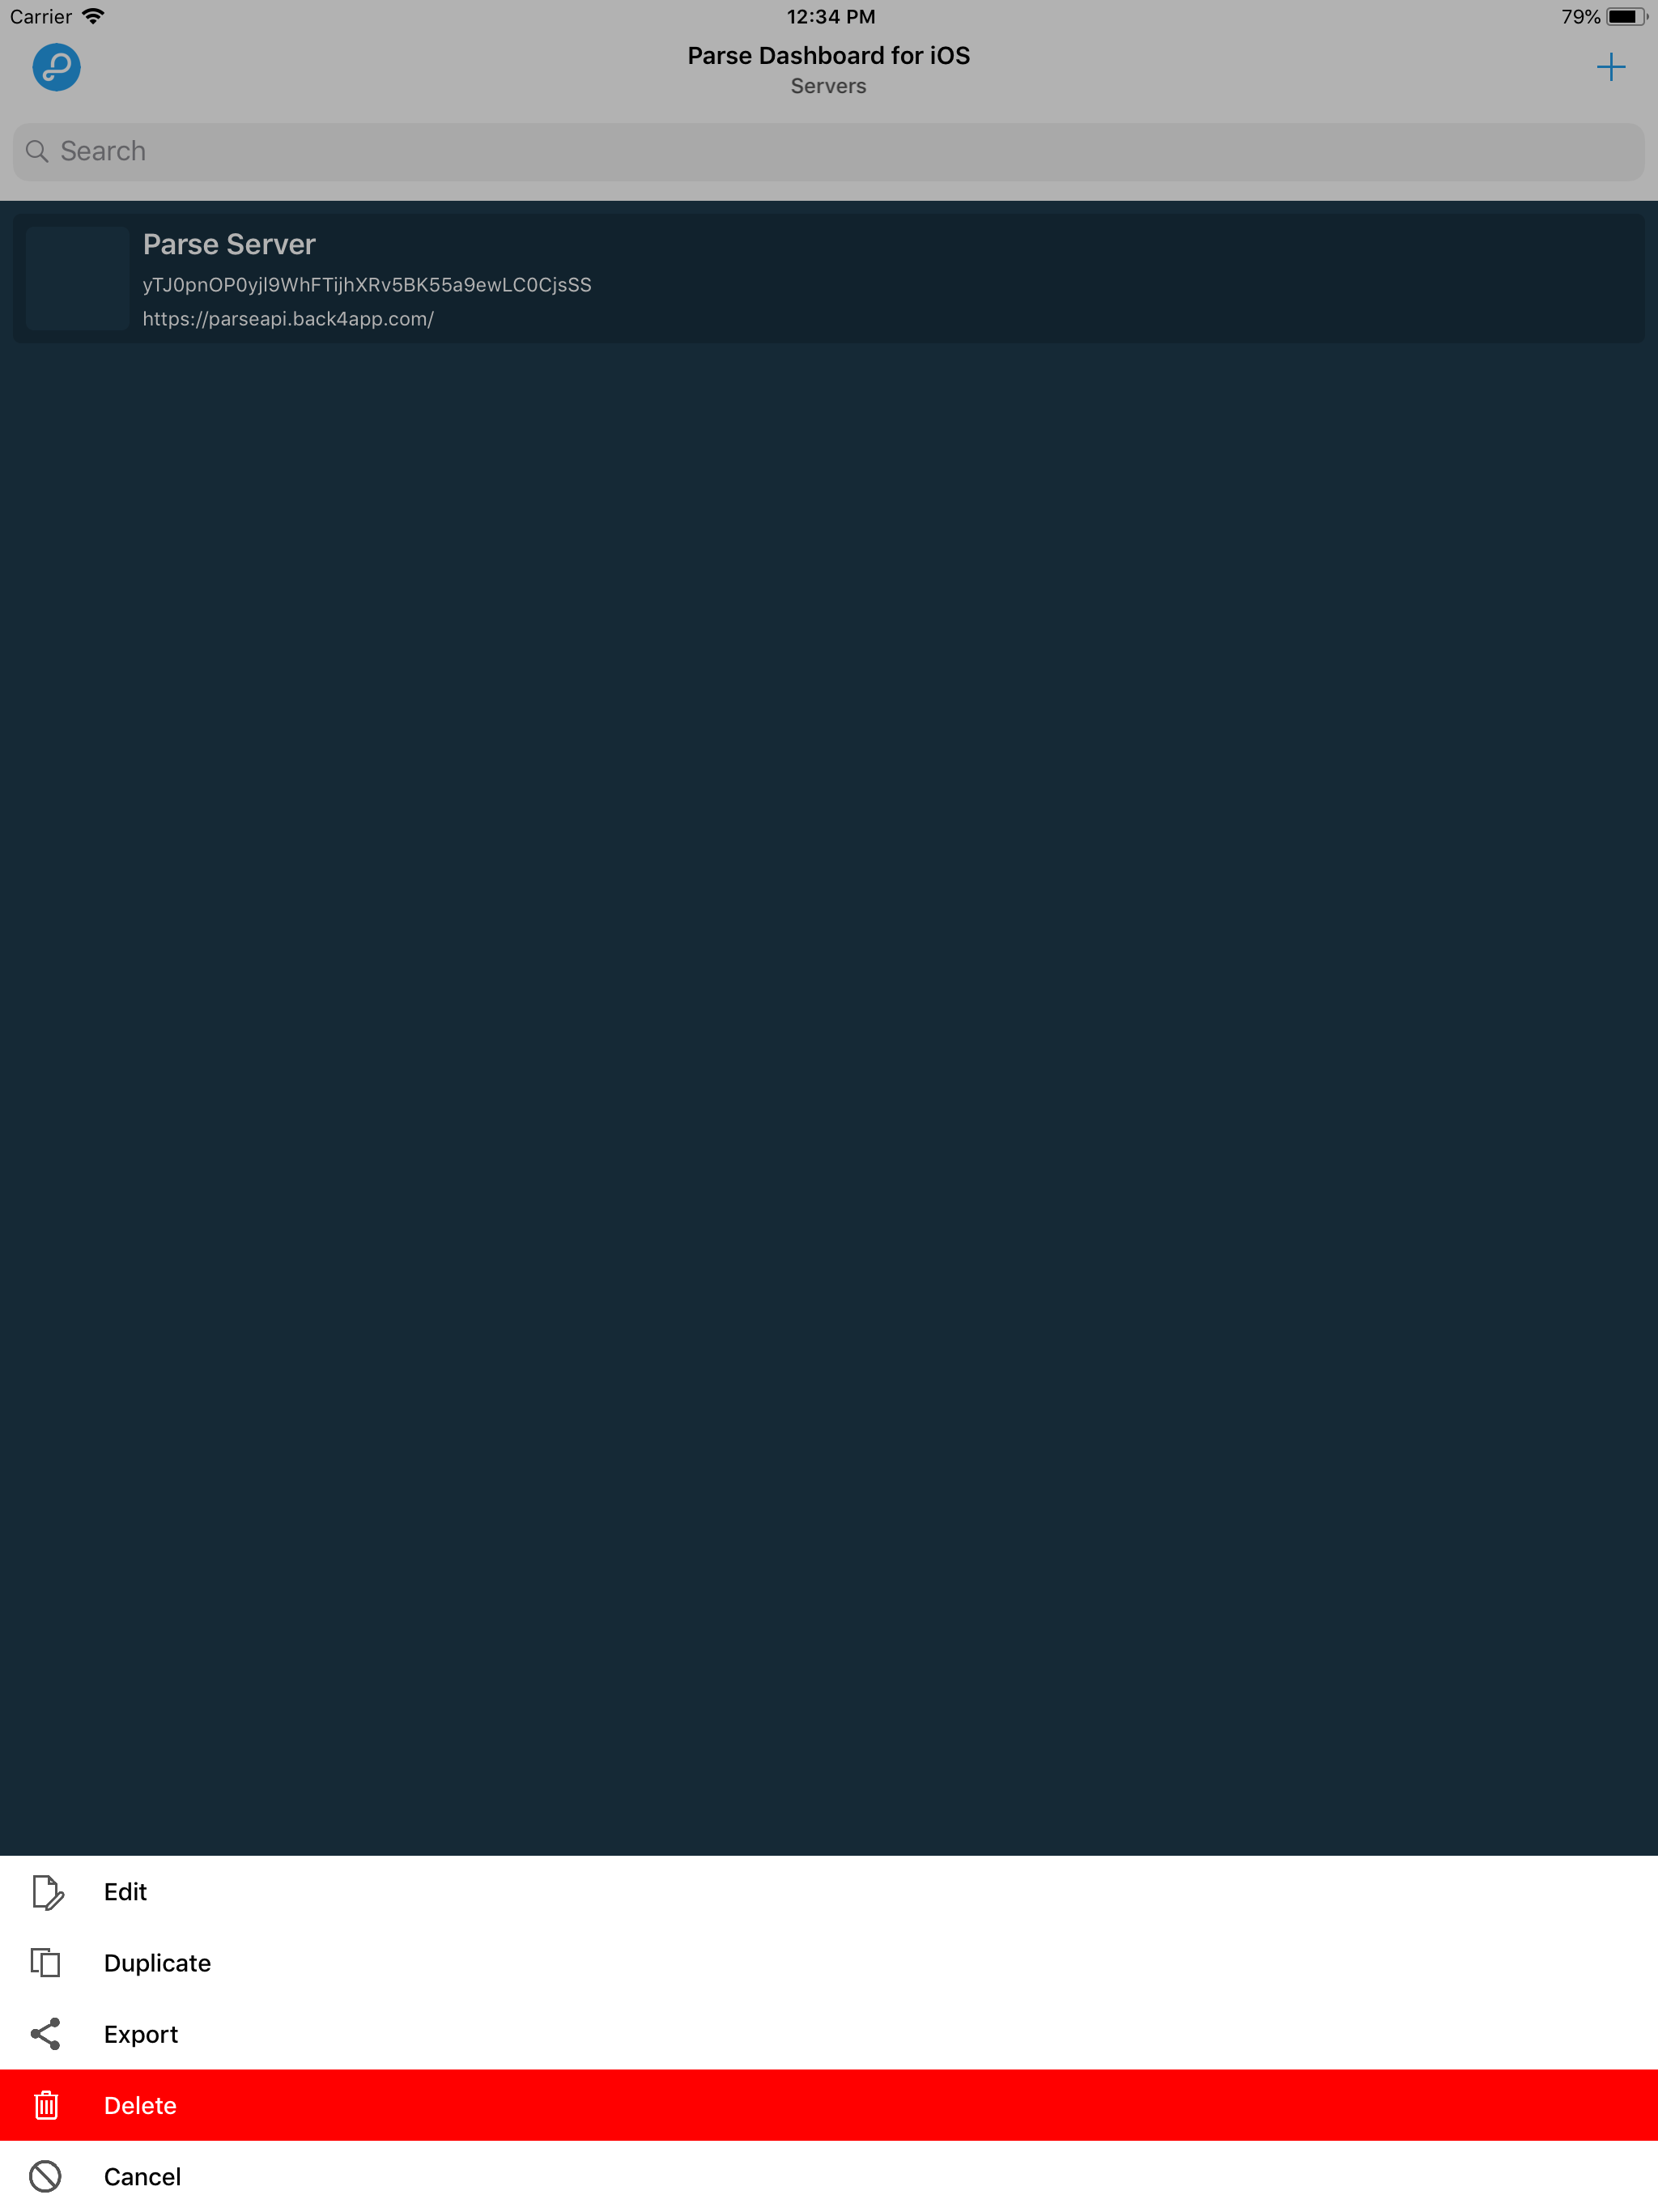 Carrier 12:34 PM 79%
Parse Dashboard for iOS
Servers
Search
Parse Server
yTJ0pnOP0yjl9WhFTijhXRv5BK55a9ewLC0CjsSS
https://parseapi.back4app.com/
Edit
Duplicate
Export
Delete
Cancel